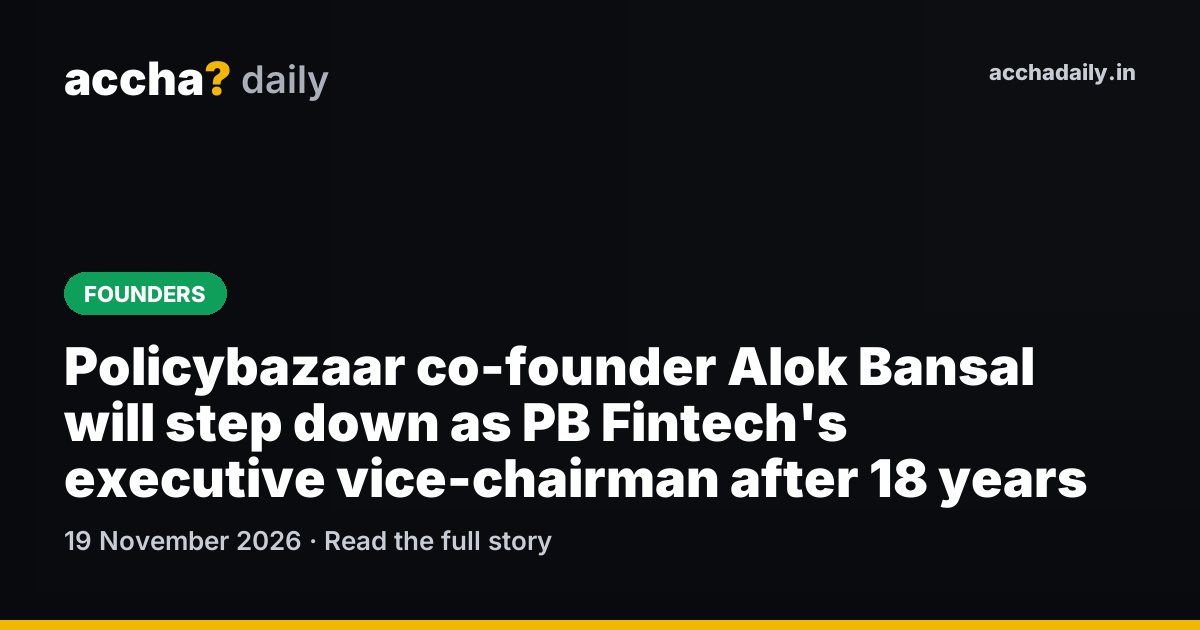 accha? daily
acchadaily.in
FOUNDERS
Policybazaar co-founder Alok Bansal
will step down as PB Fintech's
executive vice-chairman after 18 years
19 November 2026 · Read the full story